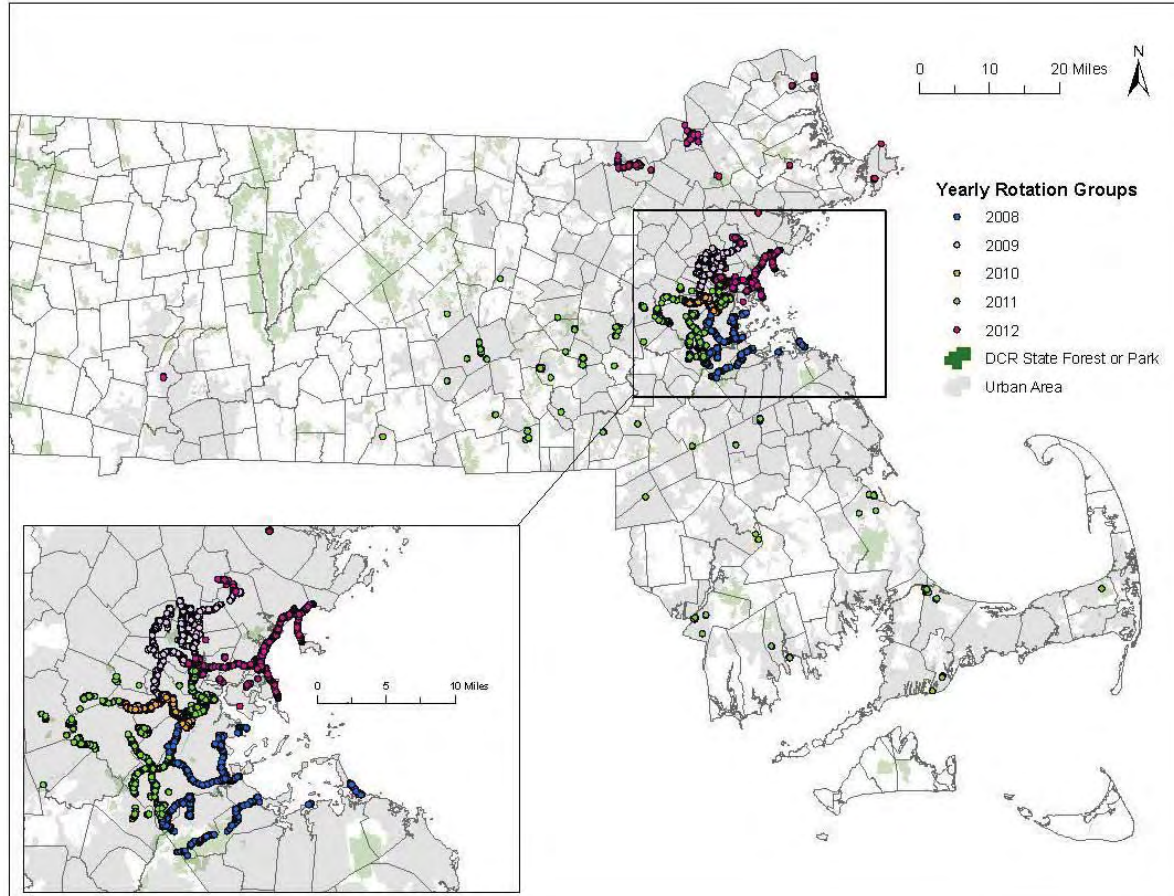 N
0 10 20 Miles
Yearly Rotation Groups
2008
2009
2010
2011
2012
DCR State Forest or Park
Urban Area
0 5 10 Miles